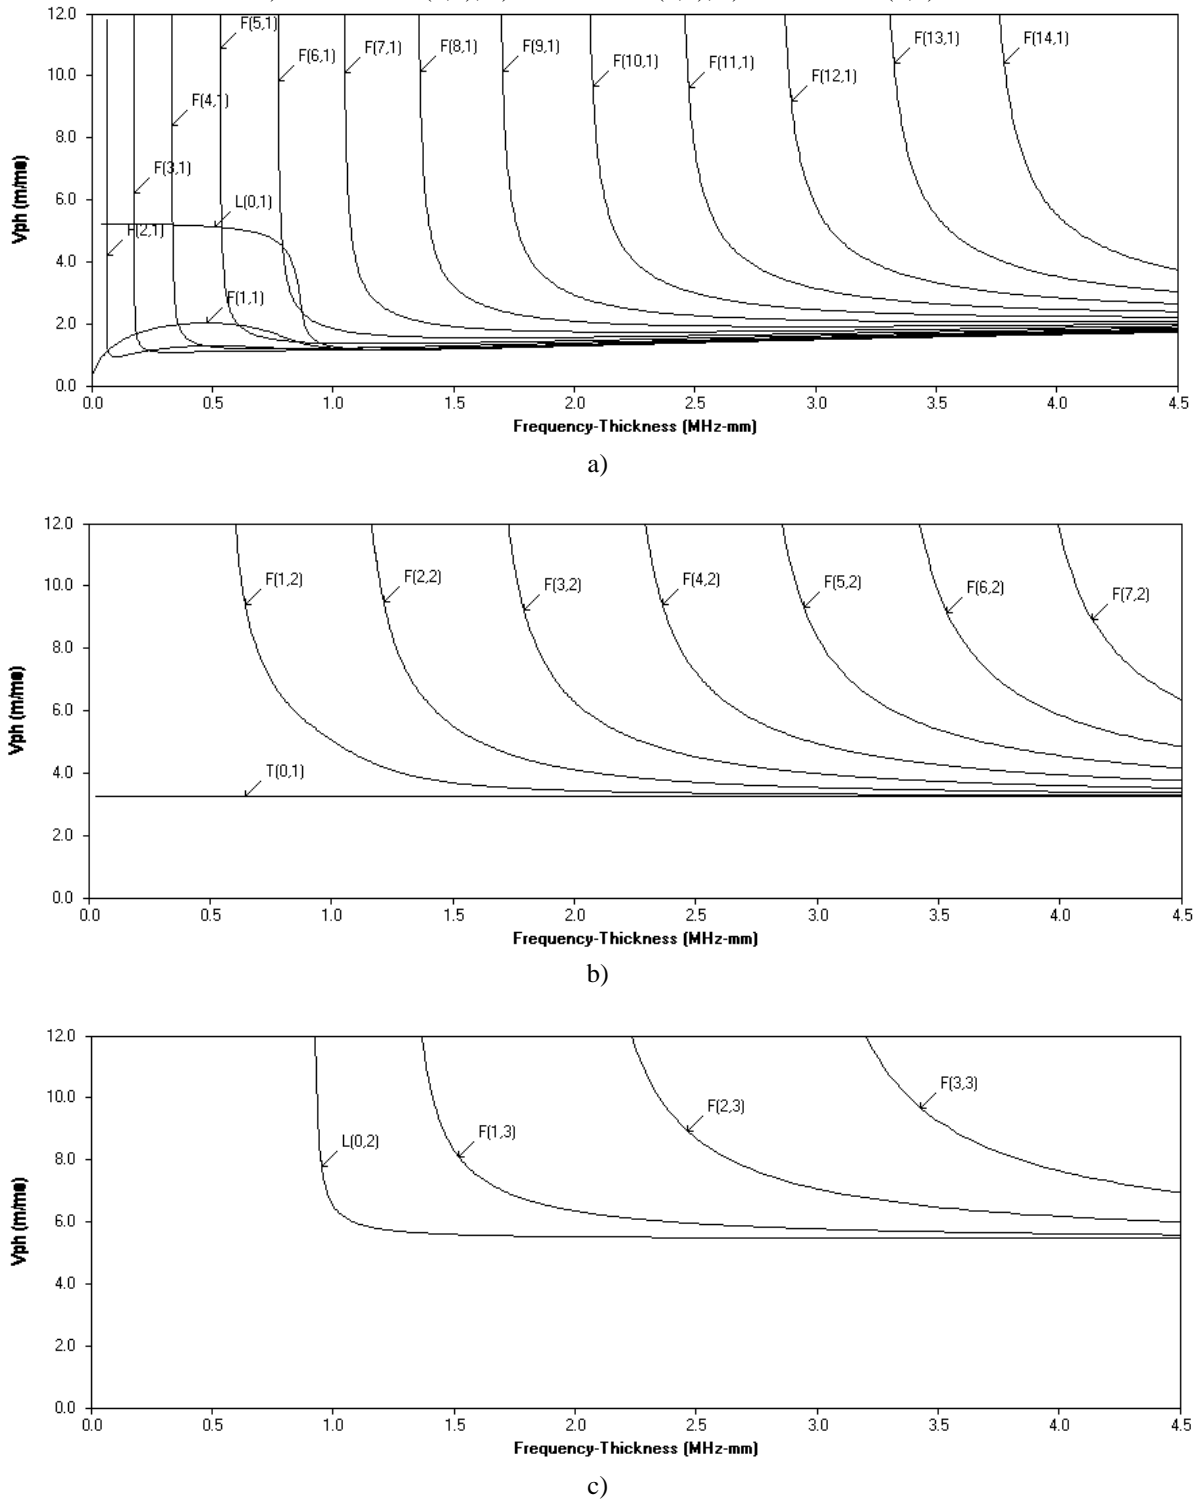 12.0
10.0
8.0
6.0
4.0
2.0
0.0
Vph (m/ms)
F(5,1)
F(6,1)
F(7,1)
F(8,1)
F(9,1)
F(10,1)
F(11,1)
F(12,1)
F(13,1)
F(14,1)
F(4,1)
F(3,1)
L(0,1)
F(2,1)
F(1,1)
0.0 0.5 1.0 1.5 2.0 2.5 3.0 3.5 4.0 4.5
Frequency-Thickness (MHz-mm)
a)
12.0
10.0
8.0
6.0
4.0
2.0
0.0
Vph (m/ms)
F(1,2)
F(2,2)
F(3,2)
F(4,2)
F(5,2)
F(6,2)
F(7,2)
T(0,1)
0.0 0.5 1.0 1.5 2.0 2.5 3.0 3.5 4.0 4.5
Frequency-Thickness (MHz-mm)
b)
12.0
10.0
8.0
6.0
4.0
2.0
0.0
Vph (m/ms)
L(0,2)
F(1,3)
F(2,3)
F(3,3)
0.0 0.5 1.0 1.5 2.0 2.5 3.0 3.5 4.0 4.5
Frequency-Thickness (MHz-mm)
c)